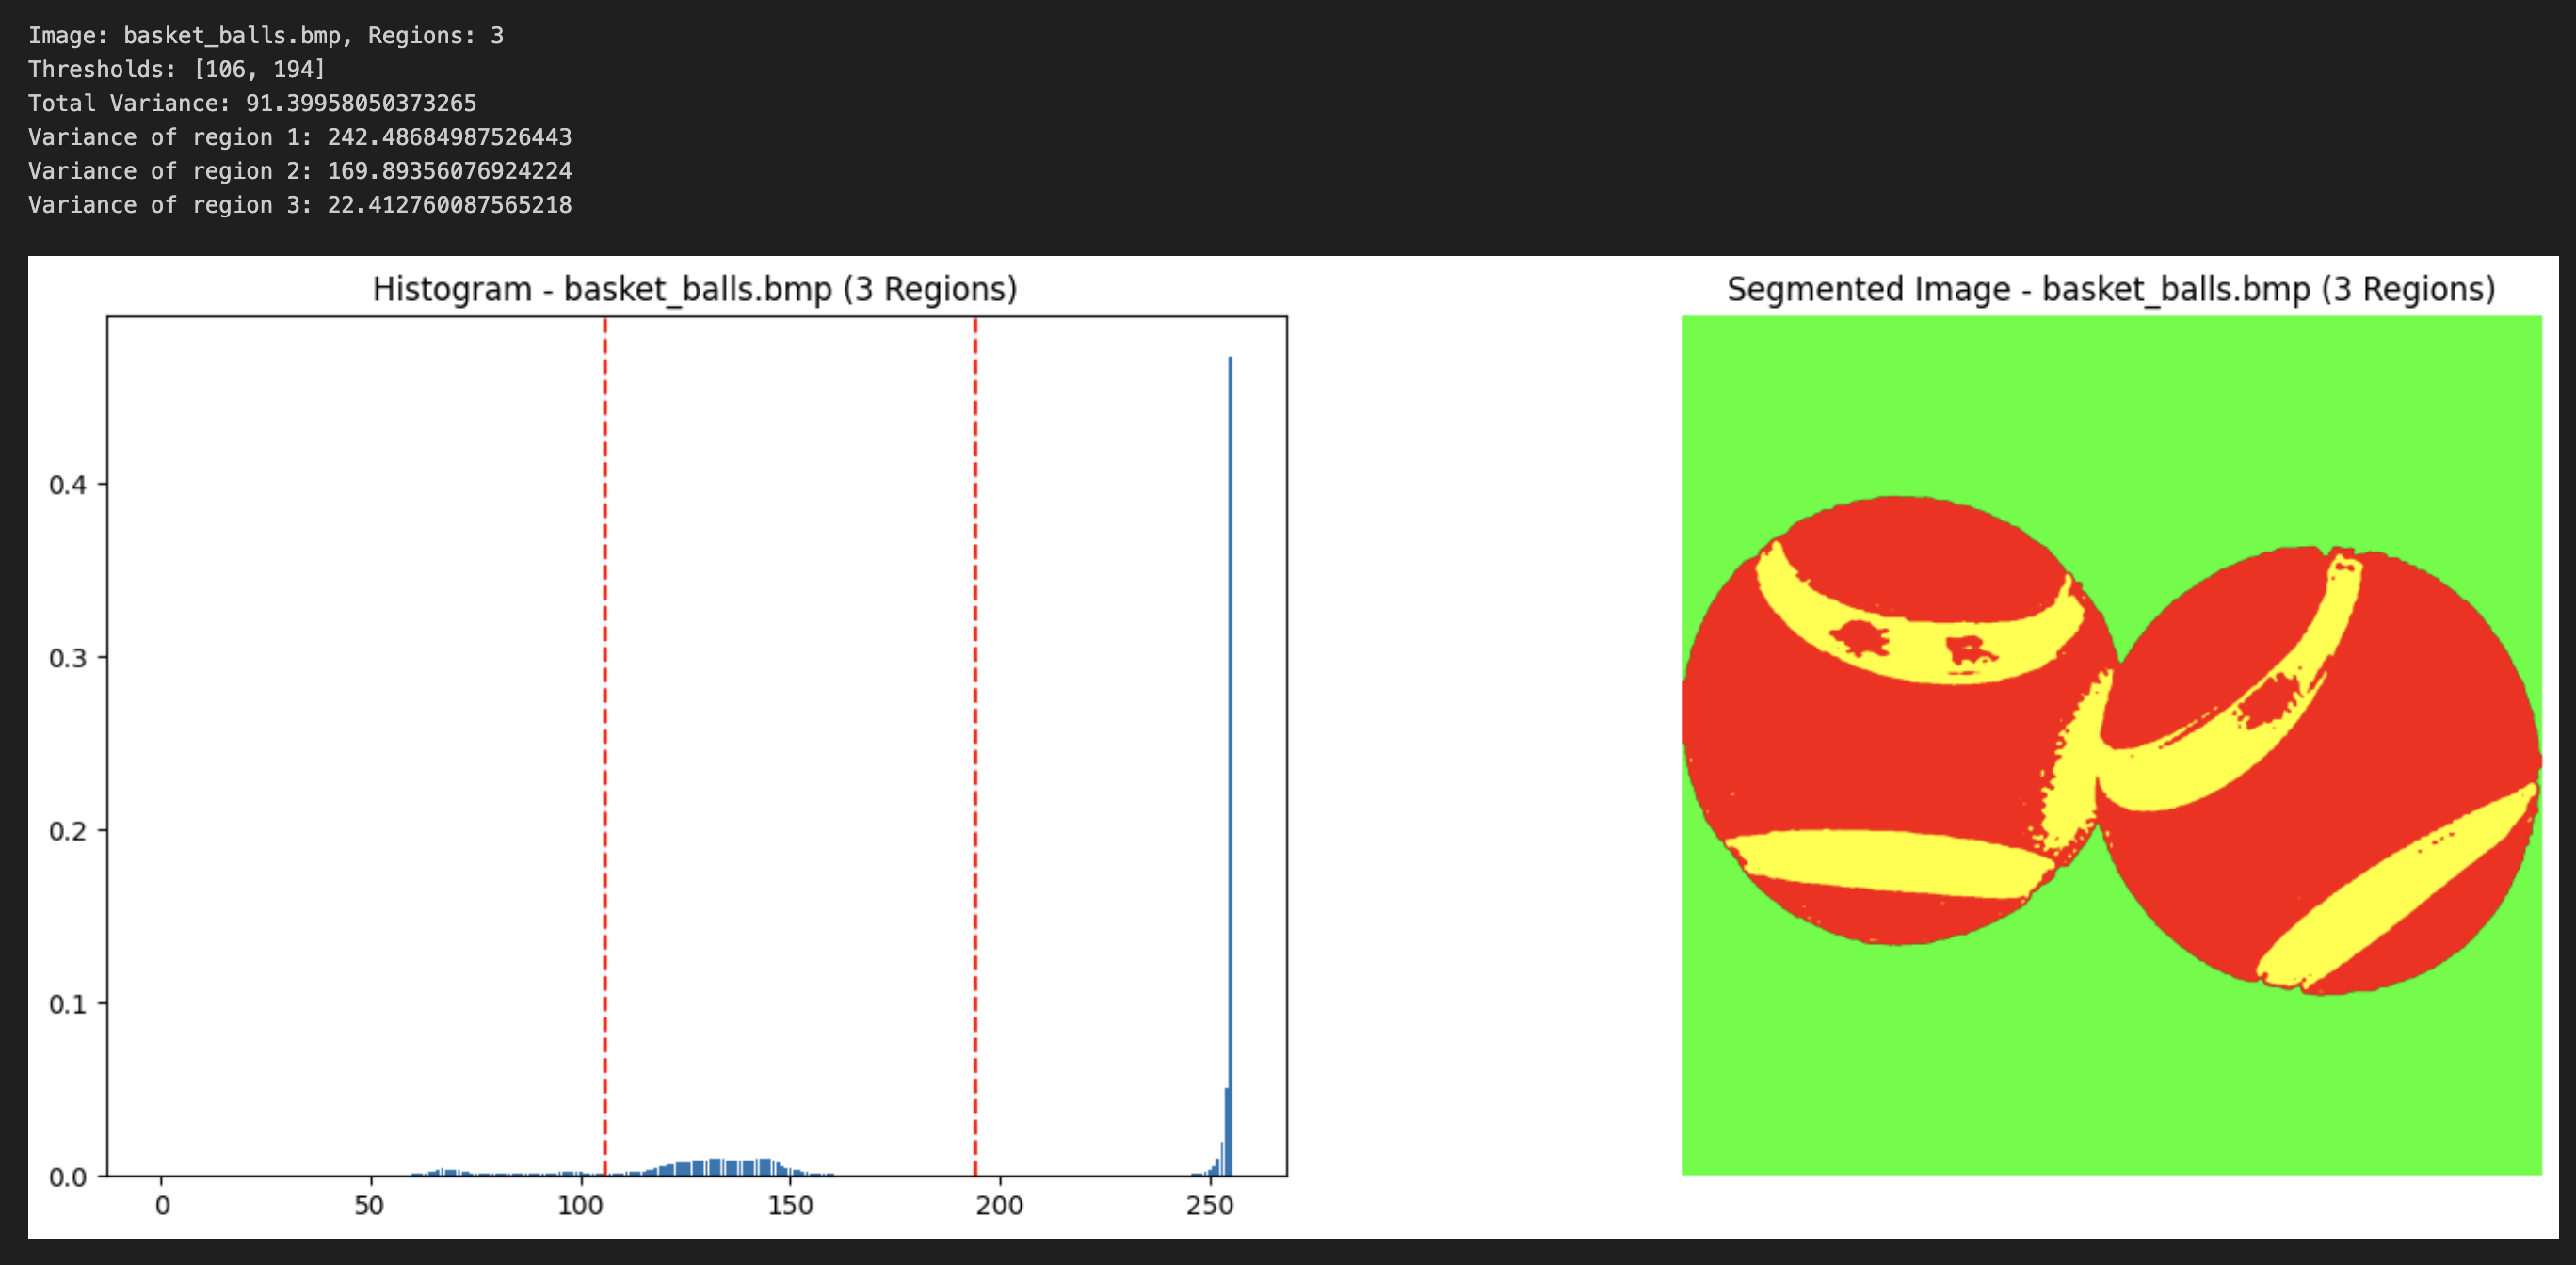 Image: basket_balls.bmp, Regions: 3
Thresholds: [106, 194]
Total Variance: 91.39958050373265
Variance of region 1: 242.48684987526443
Variance of region 2: 169.89356076924224
Variance of region 3: 22.412760087565218
Histogram - basket_balls.bmp (3 Regions)
0.4
0.3
0.2
0.1
0.0
0 50 100 150 200 250
Segmented Image - basket_balls.bmp (3 Regions)